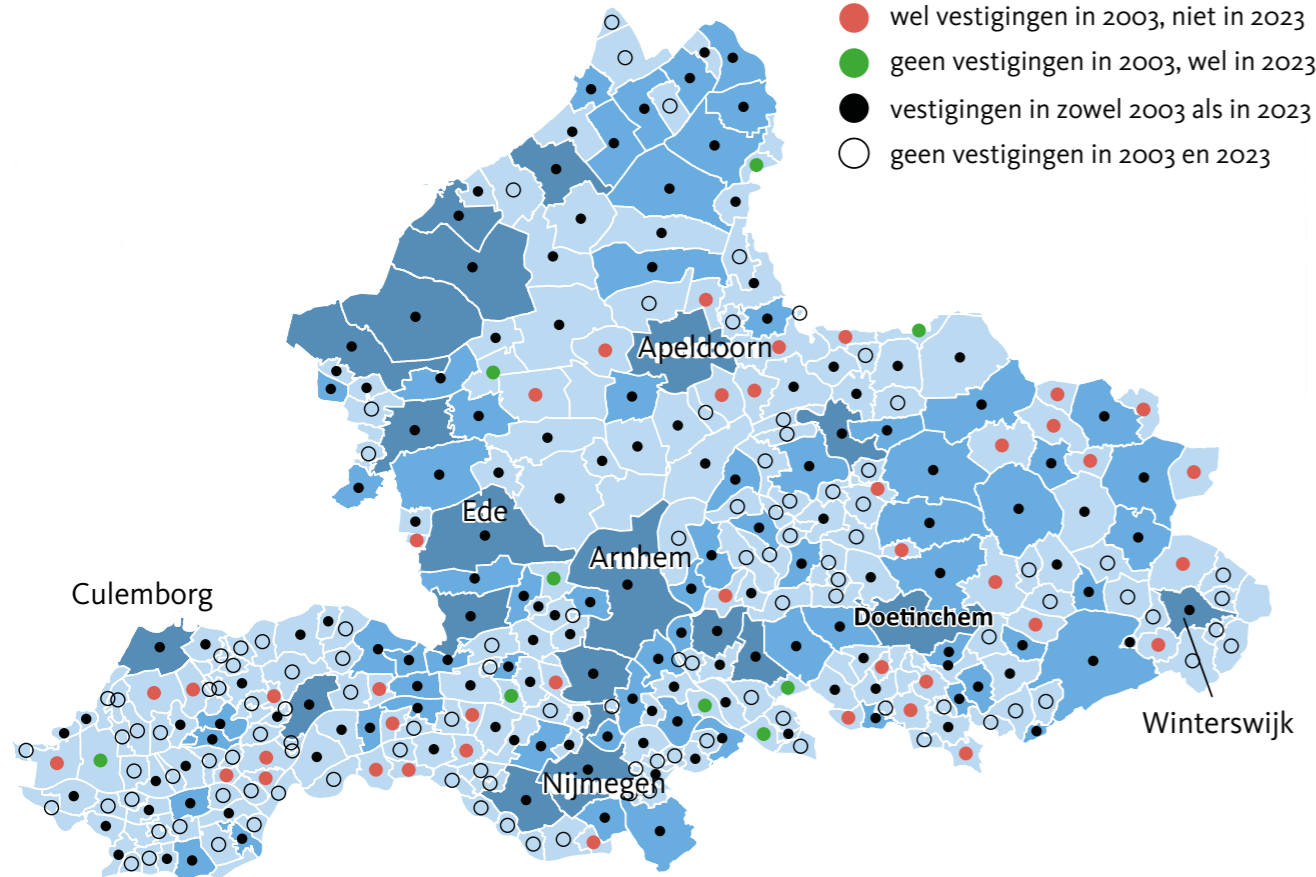 wel vestigingen in 2003, niet in 2023
geen vestigingen in 2003, wel in 2023
vestigingen in zowel 2003 als in 2023
geen vestigingen in 2003 en 2023
Apeldoorn
Ede
Arnhem
Culemborg
Doetinchem
Winterswijk
Nijmegen